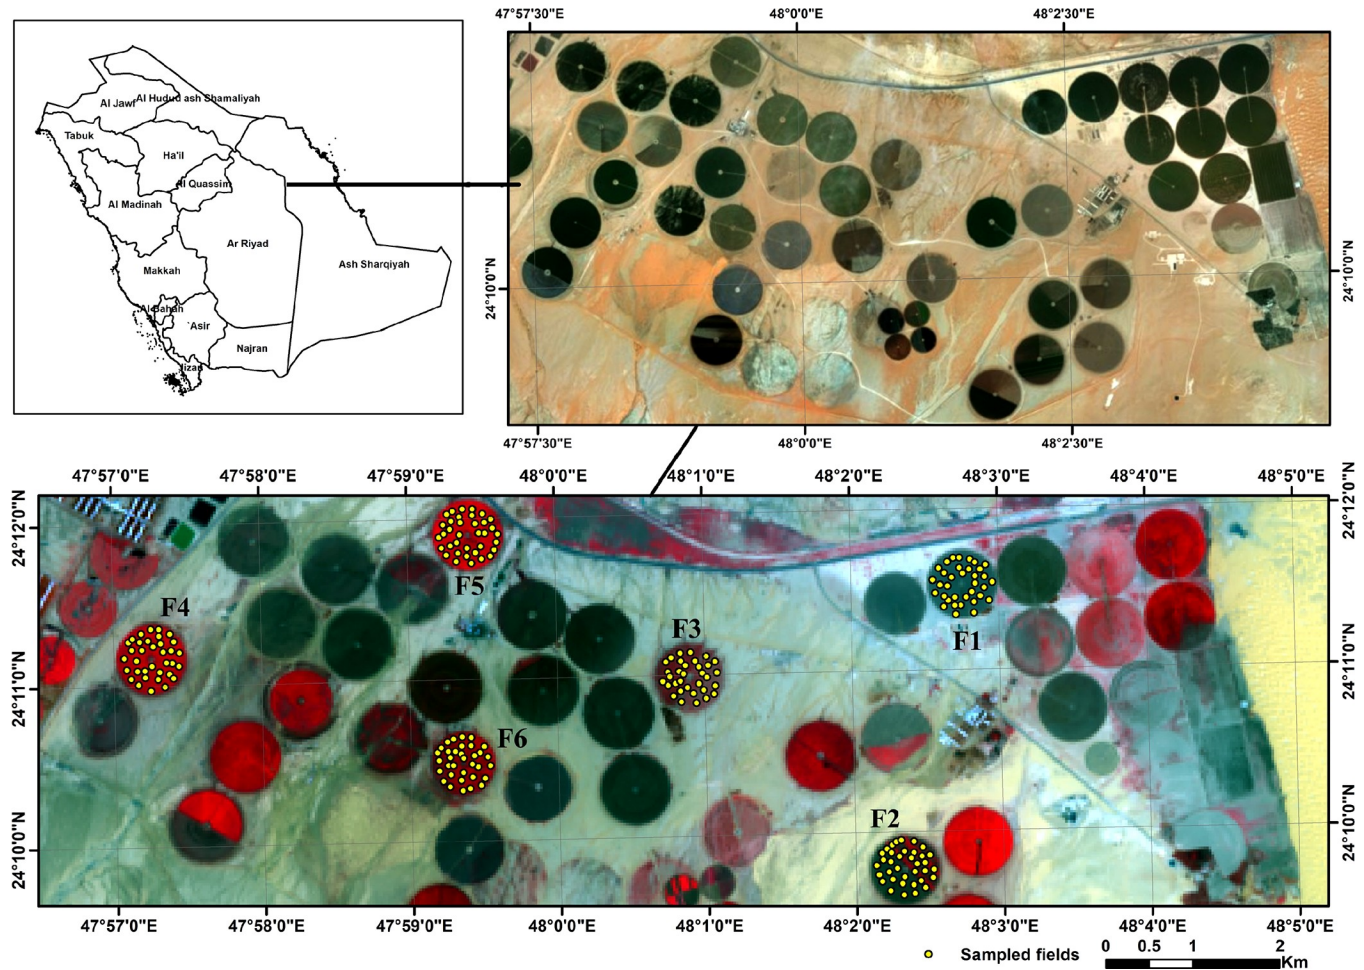 Al Jawf
Al Hudud ash Shamaliyah
Tabuk
Ha'il
Al Quassim
Al Madinah
Ar Riyad
Ash Sharqiyah
Makkah
Al Bahah
`Asir
Najran
Jizan
47°57'30"E 48°0'0"E 48°2'30"E
24°10'0"N
24°10'0"N
47°57'30"E 48°0'0"E 48°2'30"E
47°57'0"E 47°58'0"E 47°59'0"E 48°0'0"E 48°1'0"E 48°2'0"E 48°3'0"E 48°4'0"E 48°5'0"E
24°12'0"N
24°12'0"N
F5
F4
F1
F3
24°11'0"N
24°11'0"N
F6
F2
24°10'0"N
24°10'0"N
47°57'0"E 47°58'0"E 47°59'0"E 48°0'0"E 48°1'0"E 48°2'0"E 48°3'0"E 48°4'0"E 48°5'0"E
Sampled fields
0 0.5 1 2
Km